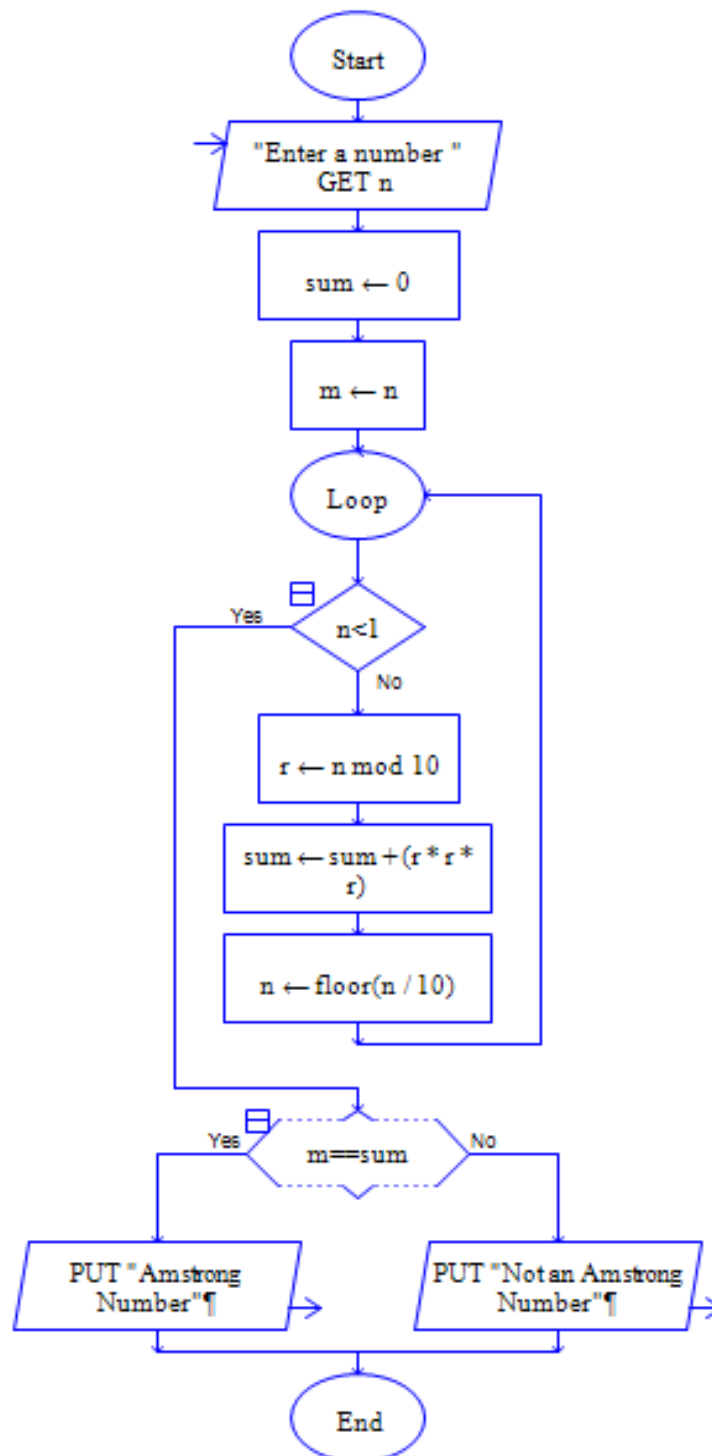 Start
"Enter a number "
GET n
sum ← 0
m ← n
Loop
Yes
n<1
No
r ← n mod 10
sum ← sum + (r * r *
r)
n ← floor(n / 10)
Yes
m==sum
No
PUT "Amstrong
Number"¶
PUT "Not an Amstrong
Number"¶
End